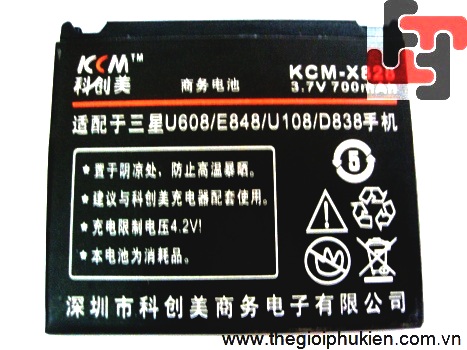 KCM™
科创美
商务电池
KCM-X828
3.7V 700mAH
适配于三星U608/E848/U108/D838手机
★置于阴凉处、防止高温暴晒。
★建议与科创美充电器配套使用。
★充电限制电压4.2V!
★本电池为消耗品。
5
深圳市科创美商务电子有限公司
www.thegioiphukien.com.vn